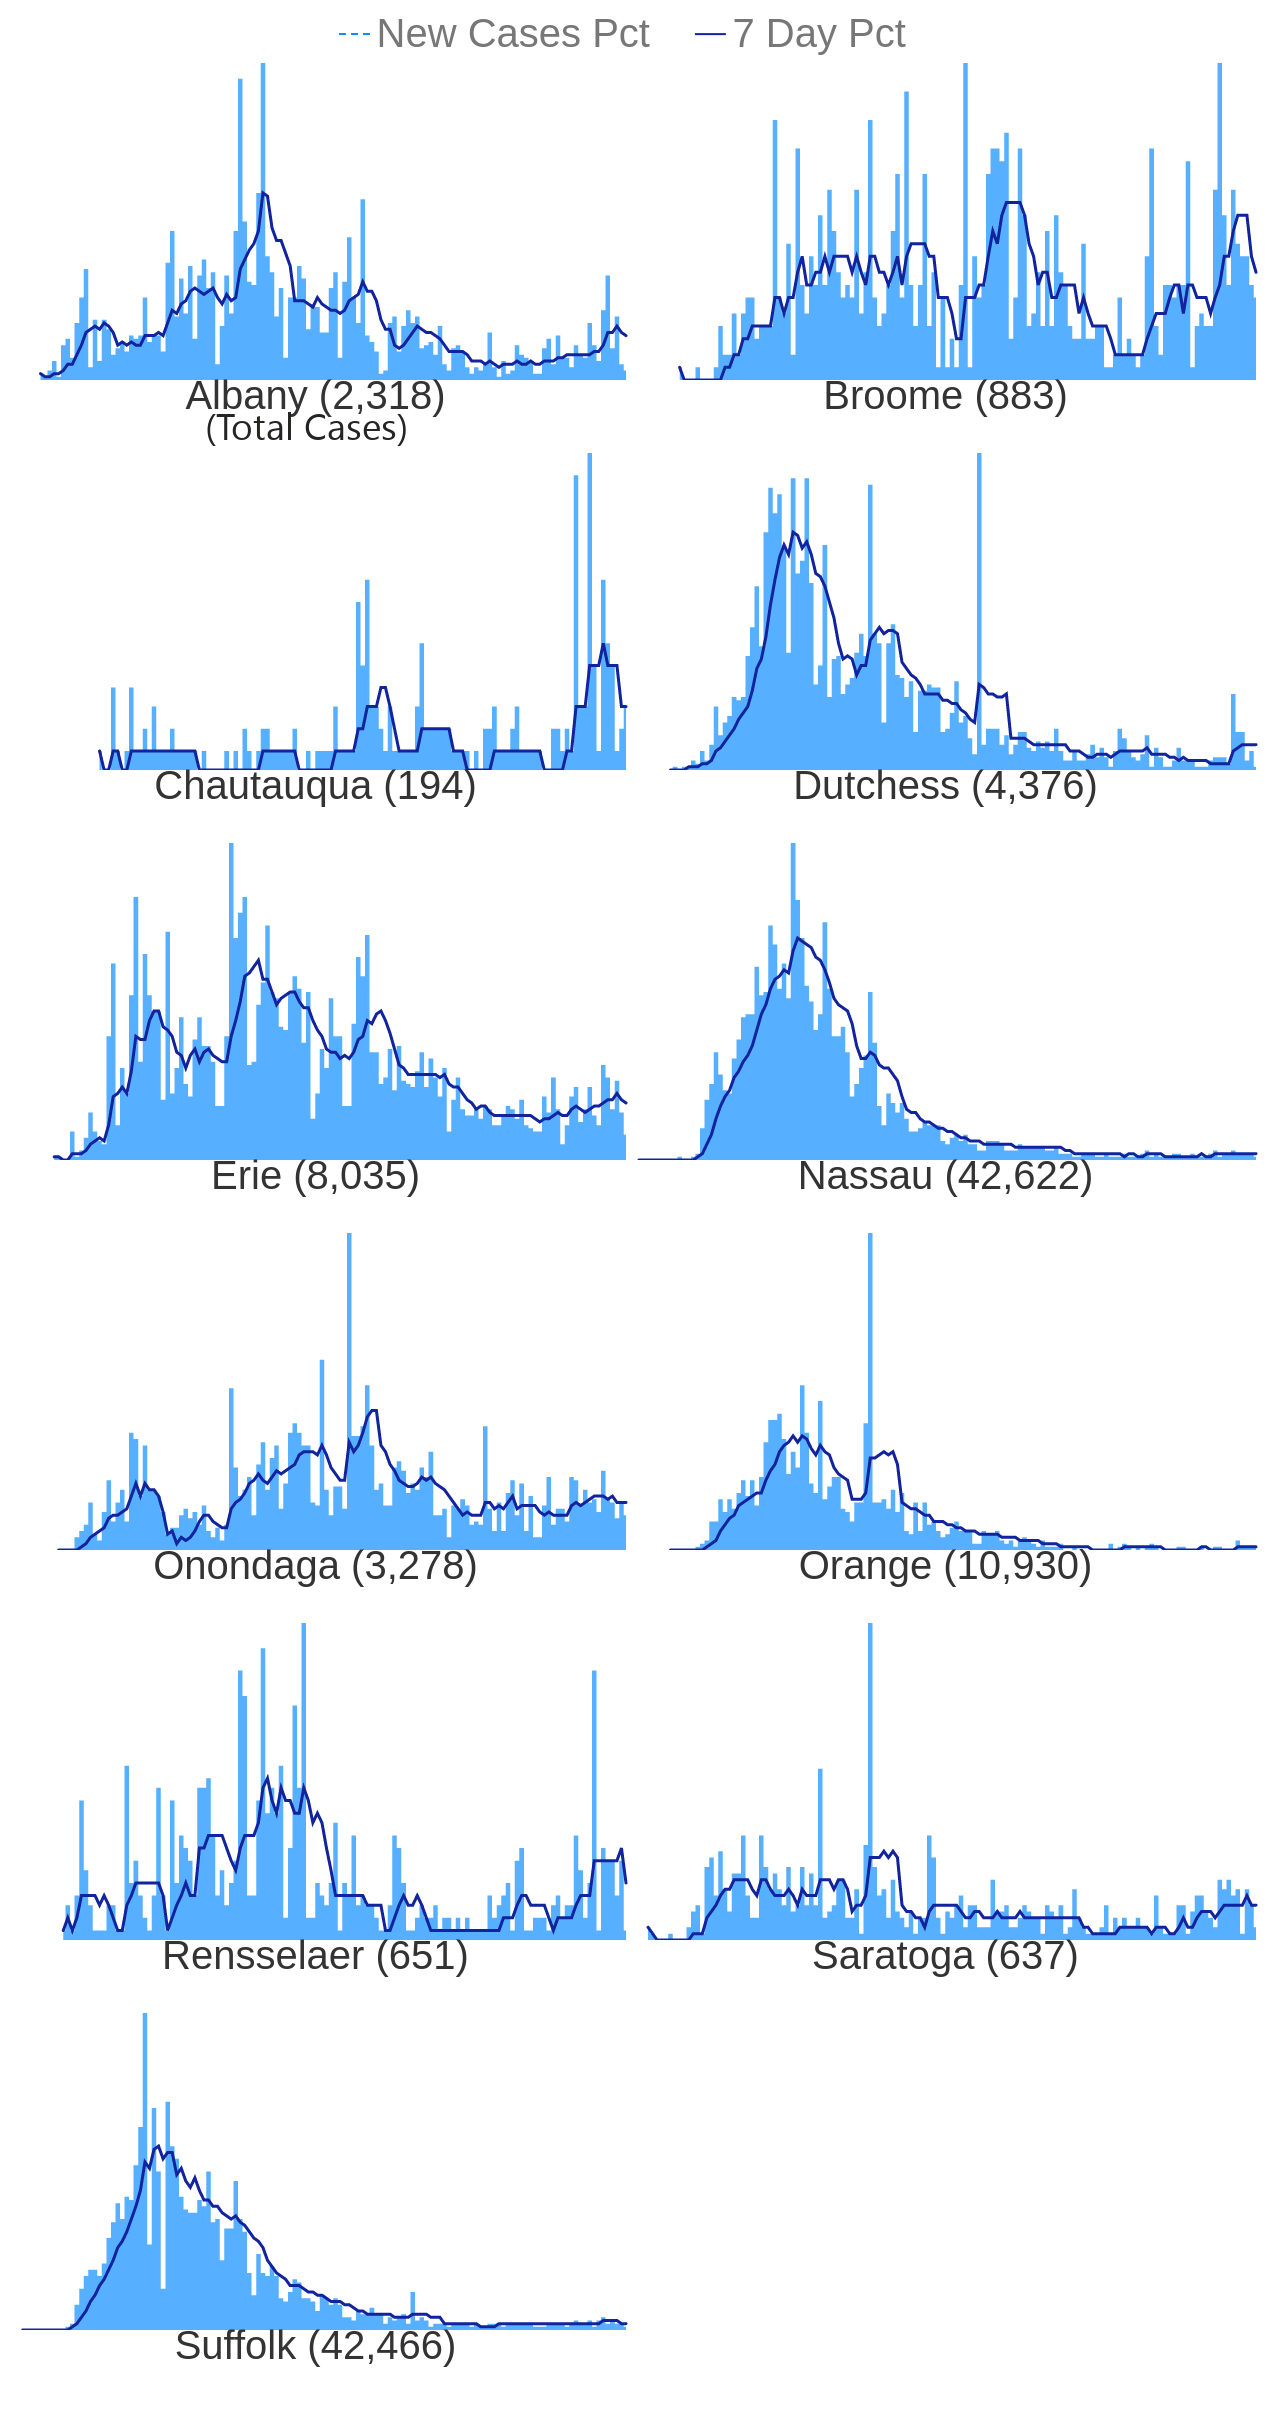 New Cases Pct 7 Day Pct
Albany (2,318) Broome (883)
(Total Cases)
Chautauqua (194) Dutchess (4,376)
Erie (8,035) Nassau (42,622)
Onondaga (3,278) Orange (10,930)
Rensselaer (651) Saratoga (637)
Suffolk (42,466)